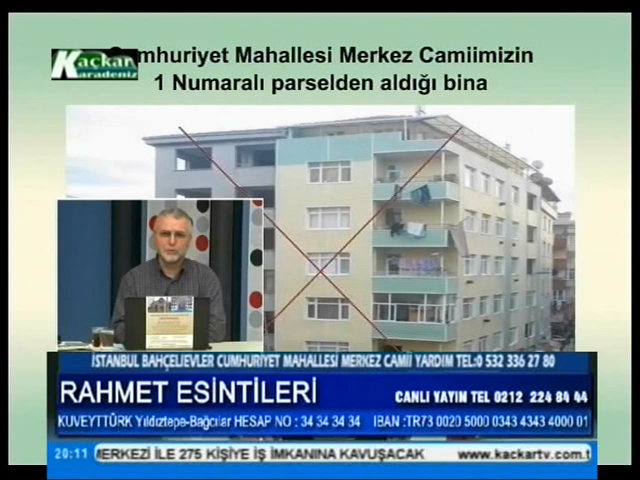 Cumhuriyet Mahallesi Merkez Camiimizin
Kaçkar
Karadeniz
1 Numaralı parselden aldığı bina
İSTANBUL BAHÇELİEVLER CUMHURİYET MAHALLESİ MERKEZ CAMİİ YARDIM TEL:0 532 336 27 80
RAHMET ESİNTİLERİ
CANLI YAYIN TEL 0212 224 84 44
KUVEYTTÜRK Yıldıztepe-Bağcılar HESAP NO : 34 34 34 34 IBAN :TR73 0020 5000 0343 4343 4000 01
20:11 MERKEZİ İLE 275 KİŞİYE İŞ İMKANINA KAVUŞACAK www.kackartv.com.t